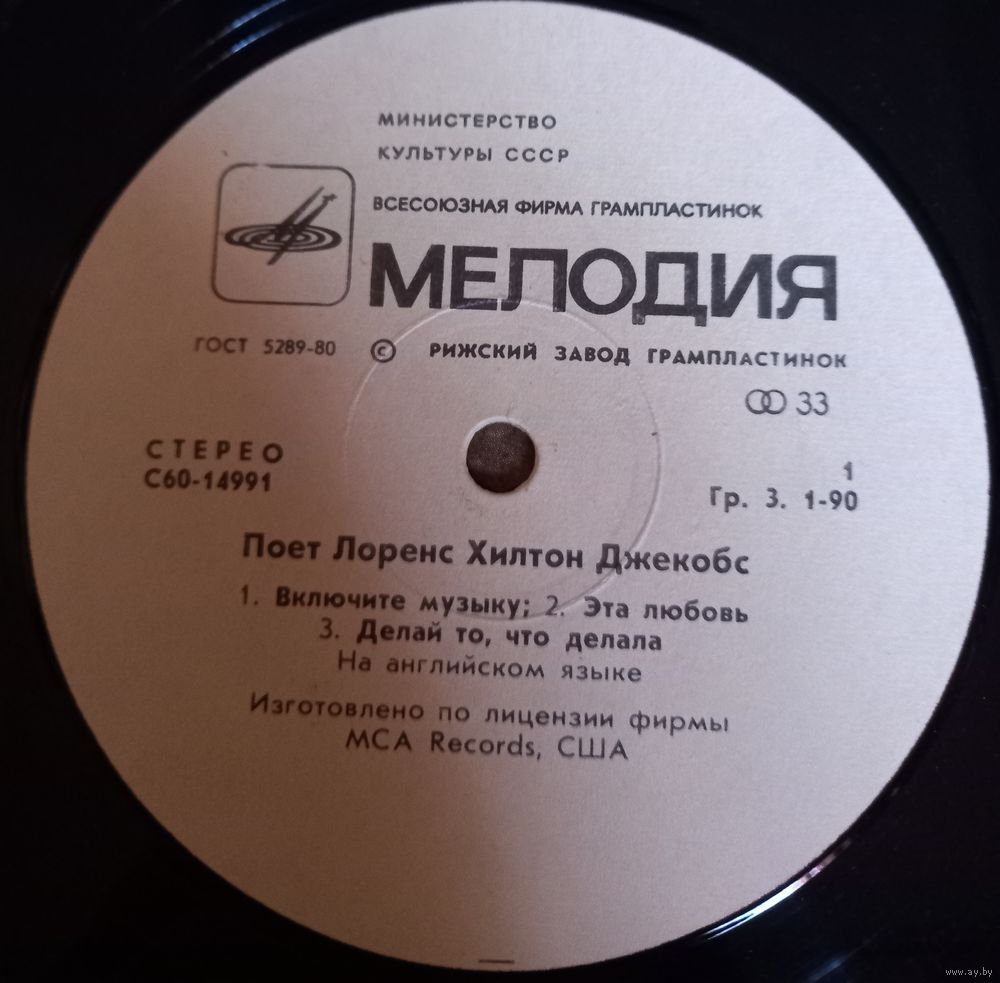 МИНИСТЕРСТВО
КУЛЬТУРЫ СССР
ВСЕСОЮЗНАЯ ФИРМА ГРАМПЛАСТИНОК
МЕЛОДИЯ
ГОСТ 5289-80 © РИЖСКИЙ ЗАВОД ГРАМПЛАСТИНОК
33
СТЕРЕО
1
С60-14991
Гр. 3. 1-90
Поет Лоренс Хилтон Джекобс
1. Включите музыку; 2. Эта любовь
3. Делай то, что делала
На английском языке
Изготовлено по лицензии фирмы
MCA Records, США
www.ay.by